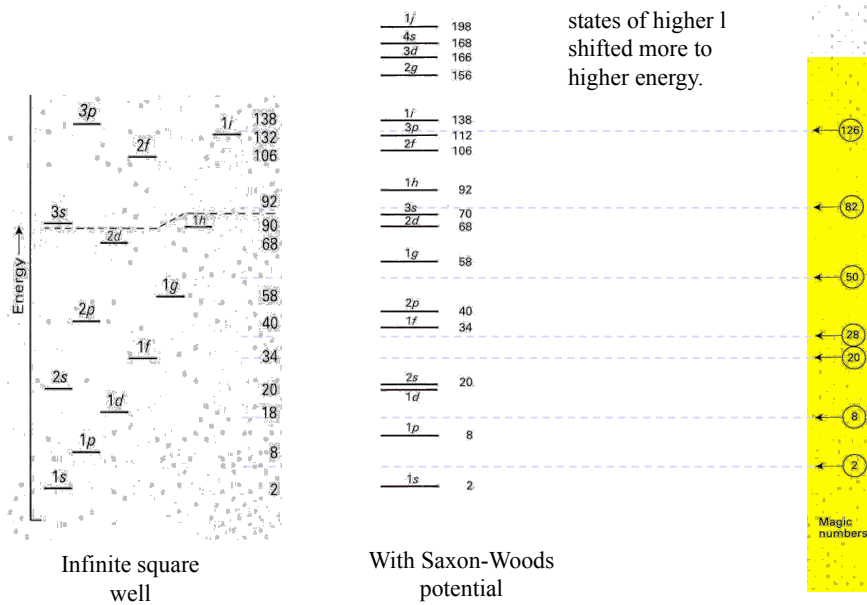 states of higher l
shifted more to
higher energy.
3p
2f
1i
138
132
106
92
3s
1h
90
2d
68
1g
58
2p
40
1f
34
2s
20
1d
18
1p
8
1s
2
Energy
Infinite square
well
1j
198
4s
168
3d
166
2g
156
1i
138
3p
112
2f
106
1h
92
3s
70
2d
68
1g
58
2p
40
1f
34
2s
20
1d
1p
8
1s
2
With Saxon-Woods
potential
126
82
50
28
20
8
2
Magic
numbers